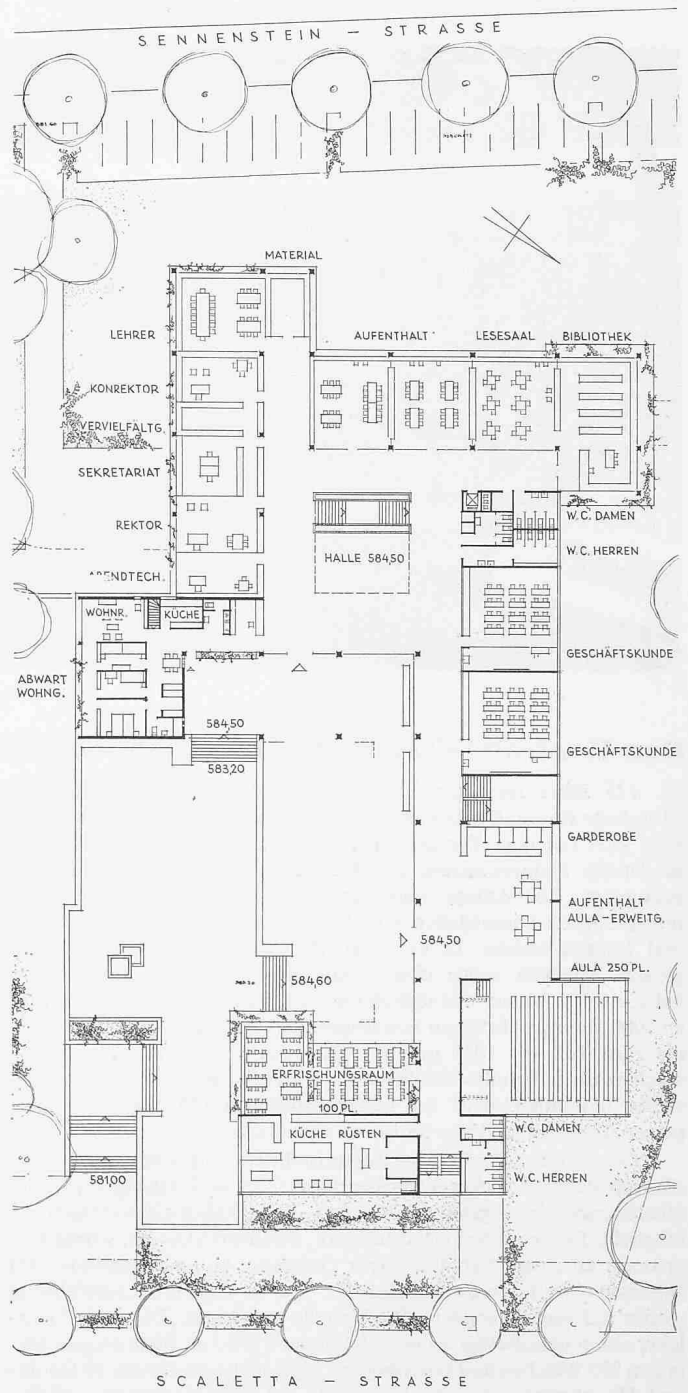 SENNENSTEIN – STRASSE
MATERIAL
LEHRER
AUFENTHALT
LESESAAL
BIBLIOTHEK
KONREKTOR
VERVIELFÄLTG.
SEKRETARIAT
REKTOR
W.C. DAMEN
W.C. HERREN
HALLE 584,50
WOHNR.
KÜCHE
GESCHÄFTSKUNDE
ABWART
WOHNG.
584,50
583,20
GESCHÄFTSKUNDE
GARDEROBE
AUFENTHALT
AULA-ERWEITG.
584,50
AULA 250 PL.
584,60
ERFRISCHUNGSRAUM
100 PL.
KÜCHE RÜSTEN
W.C. DAMEN
W.C. HERREN
581,00
SCALETTA – STRASSE